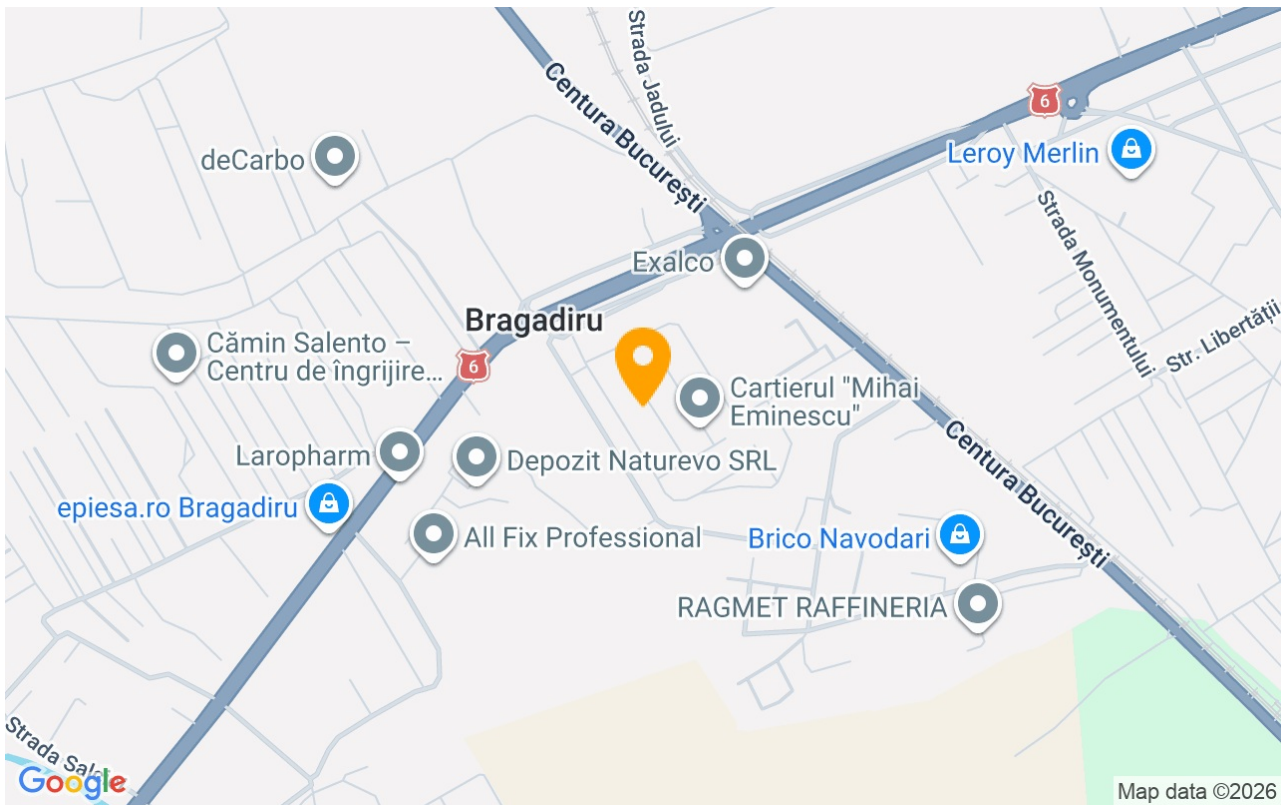 Strada Jadului
Centura București
6
deCarbo
Leroy Merlin
Strada Monumentului
Exalco
Str. Libertății
Bragadiru
Cămin Salento –
Centru de îngrijire...
6
Cartierul "Mihai
Eminescu"
Laropharm
Depozit Naturevo SRL
Centura București
epiesa.ro Bragadiru
All Fix Professional
Brico Navodari
RAGMET RAFFINERIA
Strada
Google
Map data ©2026